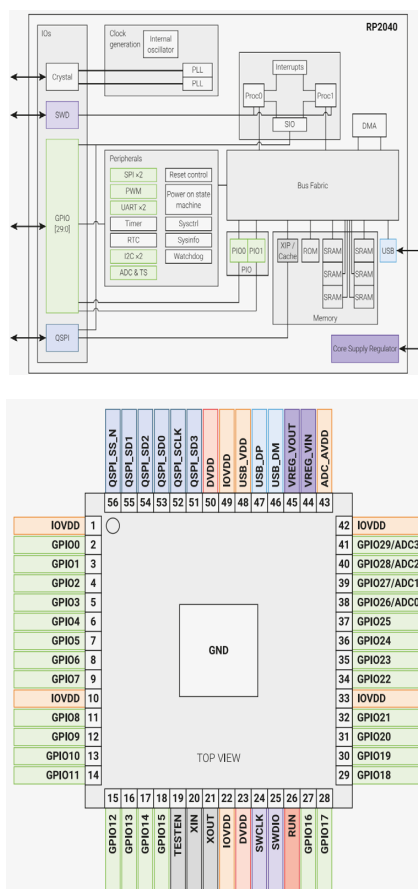 RP2040
IOs
Clock
generation
Internal
oscillator
Crystal
PLL
PLL
Interrupts
Proc0
Proc1
SWD
SIO
DMA
Peripherals
SPI ×2
Reset control
PWM
Power on state
machine
UART ×2
Bus Fabric
GPIO
[29:0]
Timer
Sysctrl
RTC
Sysinfo
I2C ×2
Watchdog
ADC & TS
PIO0
PIO1
XIP /
Cache
ROM
SRAM
SRAM
USB
PIO
SRAM
SRAM
SRAM
SRAM
Memory
QSPI
Core Supply Regulator
QSPI_SS_N
QSPI_SD1
QSPI_SD2
QSPI_SD0
QSPI_SCLK
QSPI_SD3
DVDD
IOVDD
USB_VDD
USB_DP
USB_DM
VREG_VOUT
VREG_VIN
ADC_AVDD
56 55 54 53 52 51 50 49 48 47 46 45 44 43
IOVDD 1
42 IOVDD
GPIO0 2
41 GPIO29/ADC3
GPIO1 3
40 GPIO28/ADC2
GPIO2 4
39 GPIO27/ADC1
GPIO3 5
38 GPIO26/ADC0
GPIO4 6
37 GPIO25
GPIO5 7
36 GPIO24
GPIO6 8
35 GPIO23
GPIO7 9
34 GPIO22
IOVDD 10
33 IOVDD
GPIO8 11
32 GPIO21
GPIO9 12
31 GPIO20
GPIO10 13
30 GPIO19
GPIO11 14
29 GPIO18
GND
TOP VIEW
15 16 17 18 19 20 21 22 23 24 25 26 27 28
GPIO12
GPIO13
GPIO14
GPIO15
TESTEN
XIN
XOUT
IOVDD
DVDD
SWCLK
SWDIO
RUN
GPIO16
GPIO17